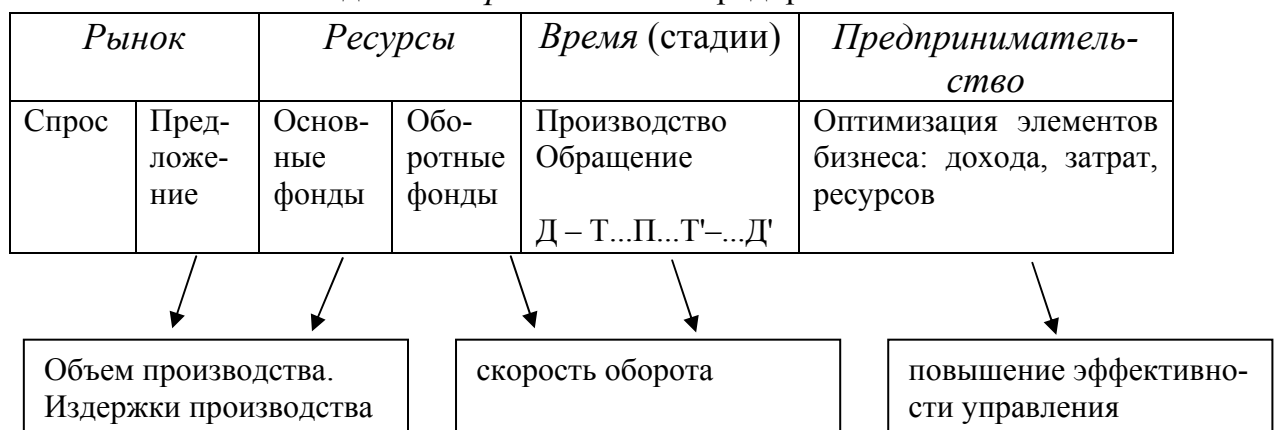 Рынок
Ресурсы
Время (стадии)
Предприниматель-
ство
Спрос
Пред-
ложе-
ние
Основ-
ные
фонды
Обо-
ротные
фонды
Производство
Обращение
Д – Т...П...Т'–...Д'
Оптимизация элементов
бизнеса: дохода, затрат,
ресурсов
Объем производства.
Издержки производства
скорость оборота
повышение эффективно-
сти управления